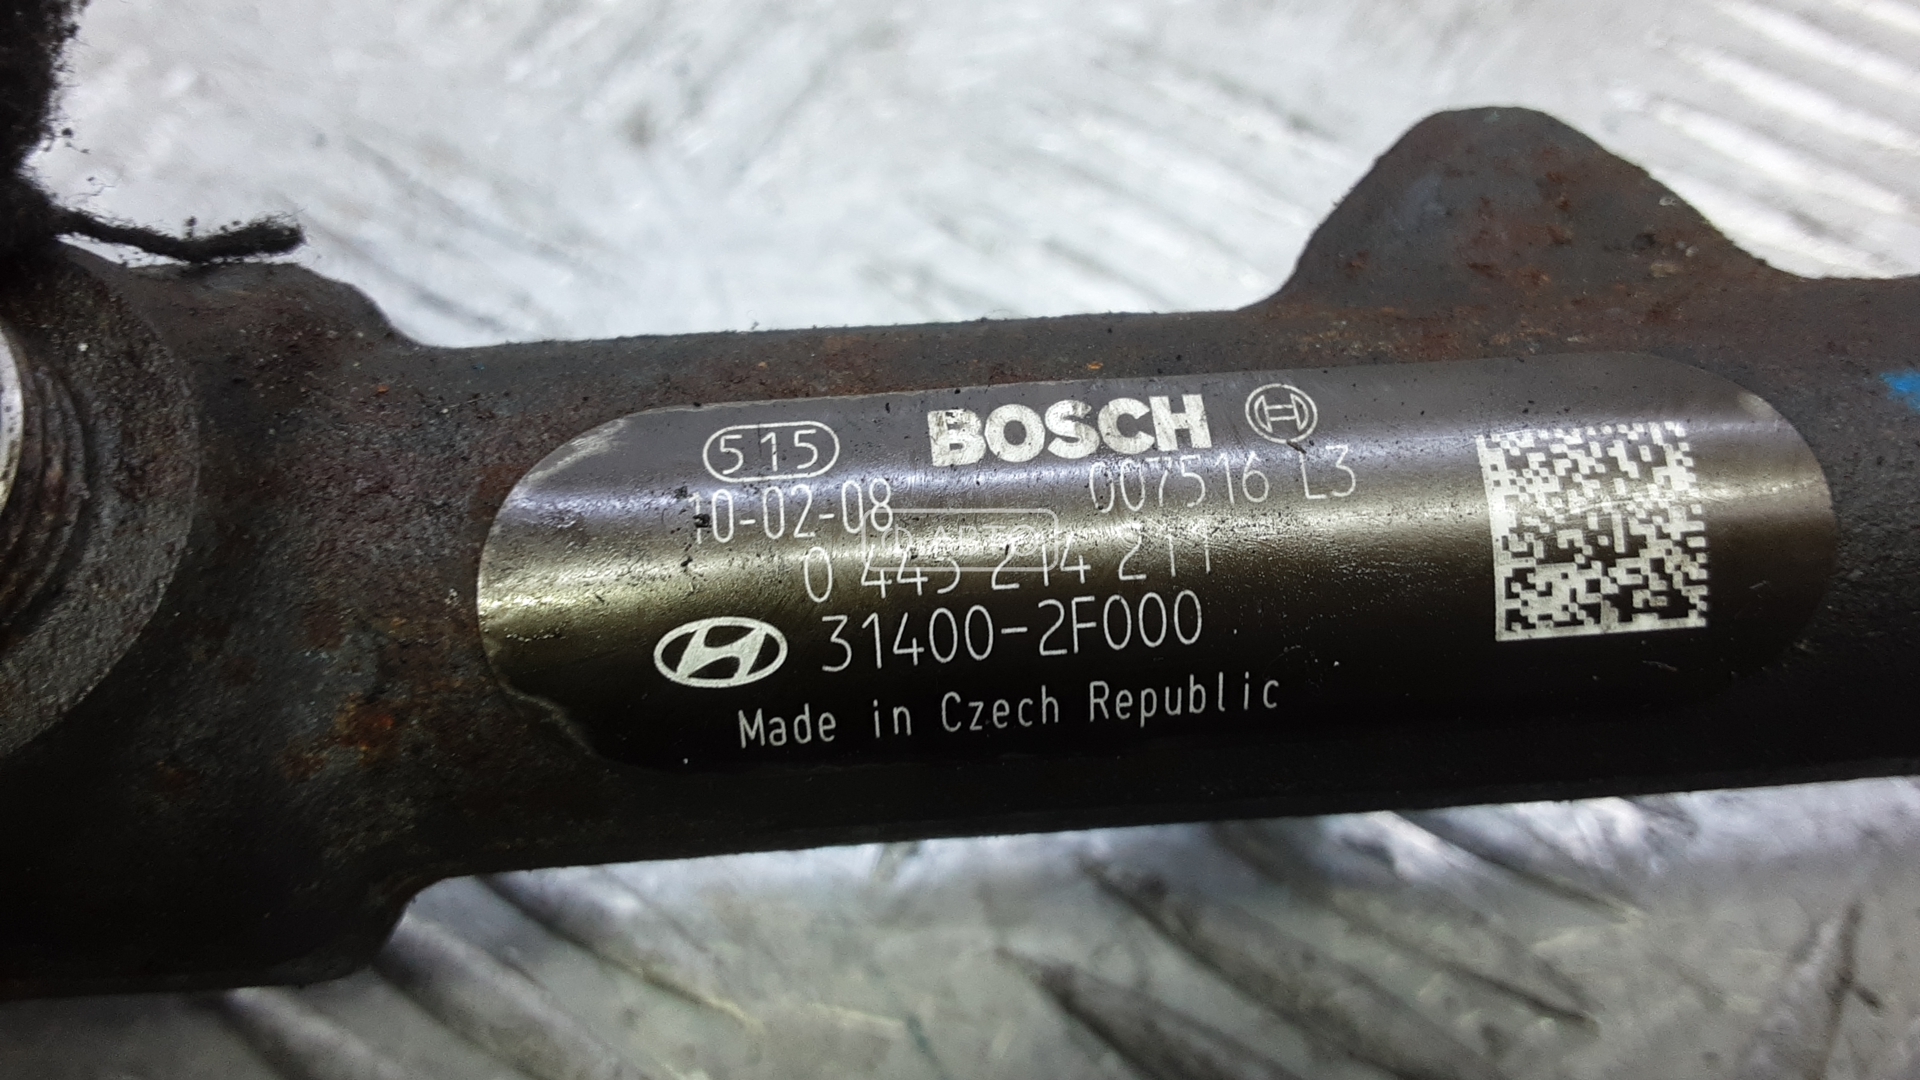 515 BOSCH
10-02-08 007516 L3
0 445 214 211
31400-2F000
Made in Czech Republic